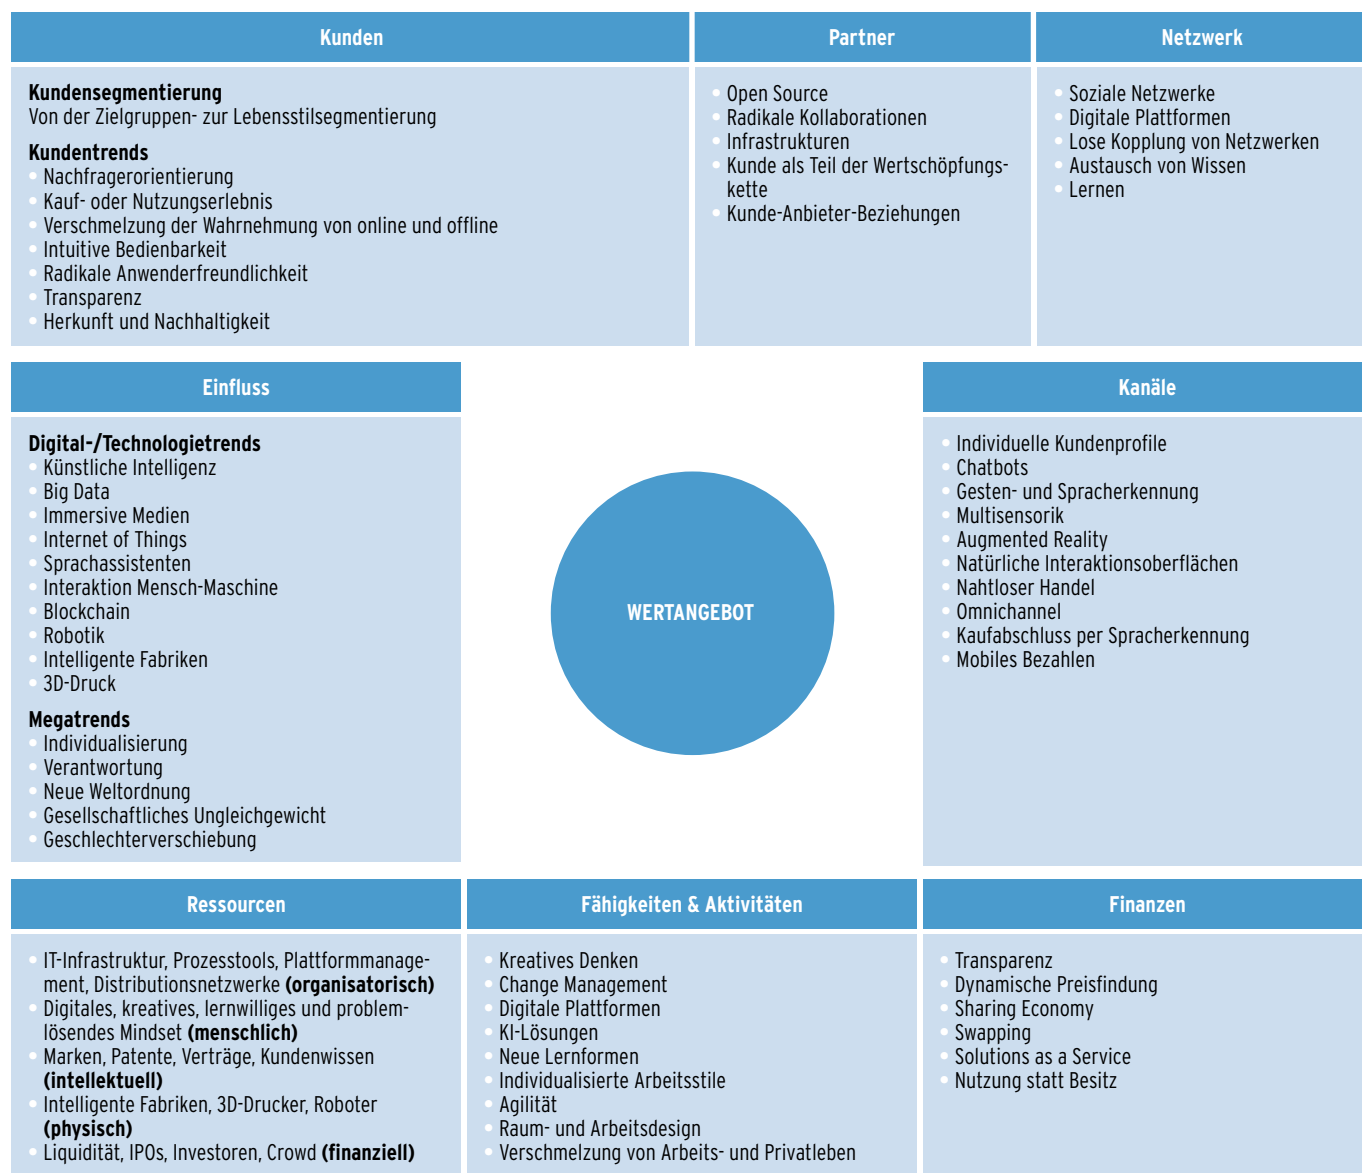 Kunden
Kundensegmentierung
Von der Zielgruppen- zur Lebensstilsegmentierung
Kundentrends
• Nachfragerorientierung
• Kauf- oder Nutzungserlebnis
• Verschmelzung der Wahrnehmung von online und offline
• Intuitive Bedienbarkeit
• Radikale Anwenderfreundlichkeit
• Transparenz
• Herkunft und Nachhaltigkeit
Partner
• Open Source
• Radikale Kollaborationen
• Infrastrukturen
• Kunde als Teil der Wertschöpfungs-
kette
• Kunde-Anbieter-Beziehungen
Netzwerk
• Soziale Netzwerke
• Digitale Plattformen
• Lose Kopplung von Netzwerken
• Austausch von Wissen
• Lernen
Einfluss
Digital-/Technologietrends
• Künstliche Intelligenz
• Big Data
• Immersive Medien
• Internet of Things
• Sprachassistenten
• Interaktion Mensch-Maschine
• Blockchain
• Robotik
• Intelligente Fabriken
• 3D-Druck
Megatrends
• Individualisierung
• Verantwortung
• Neue Weltordnung
• Gesellschaftliches Ungleichgewicht
• Geschlechterverschiebung
WERTANGEBOT
Kanäle
• Individuelle Kundenprofile
• Chatbots
• Gesten- und Spracherkennung
• Multisensorik
• Augmented Reality
• Natürliche Interaktionsoberflächen
• Nahtloser Handel
• Omnichannel
• Kaufabschluss per Spracherkennung
• Mobiles Bezahlen
Ressourcen
• IT-Infrastruktur, Prozesstools, Plattformmanage-
ment, Distributionsnetzwerke (organisatorisch)
• Digitales, kreatives, lernwilliges und problem-
lösendes Mindset (menschlich)
• Marken, Patente, Verträge, Kundenwissen
(intellektuell)
• Intelligente Fabriken, 3D-Drucker, Roboter
(physisch)
• Liquidität, IPOs, Investoren, Crowd (finanziell)
Fähigkeiten & Aktivitäten
• Kreatives Denken
• Change Management
• Digitale Plattformen
• KI-Lösungen
• Neue Lernformen
• Individualisierte Arbeitsstile
• Agilität
• Raum- und Arbeitsdesign
• Verschmelzung von Arbeits- und Privatleben
Finanzen
• Transparenz
• Dynamische Preisfindung
• Sharing Economy
• Swapping
• Solutions as a Service
• Nutzung statt Besitz